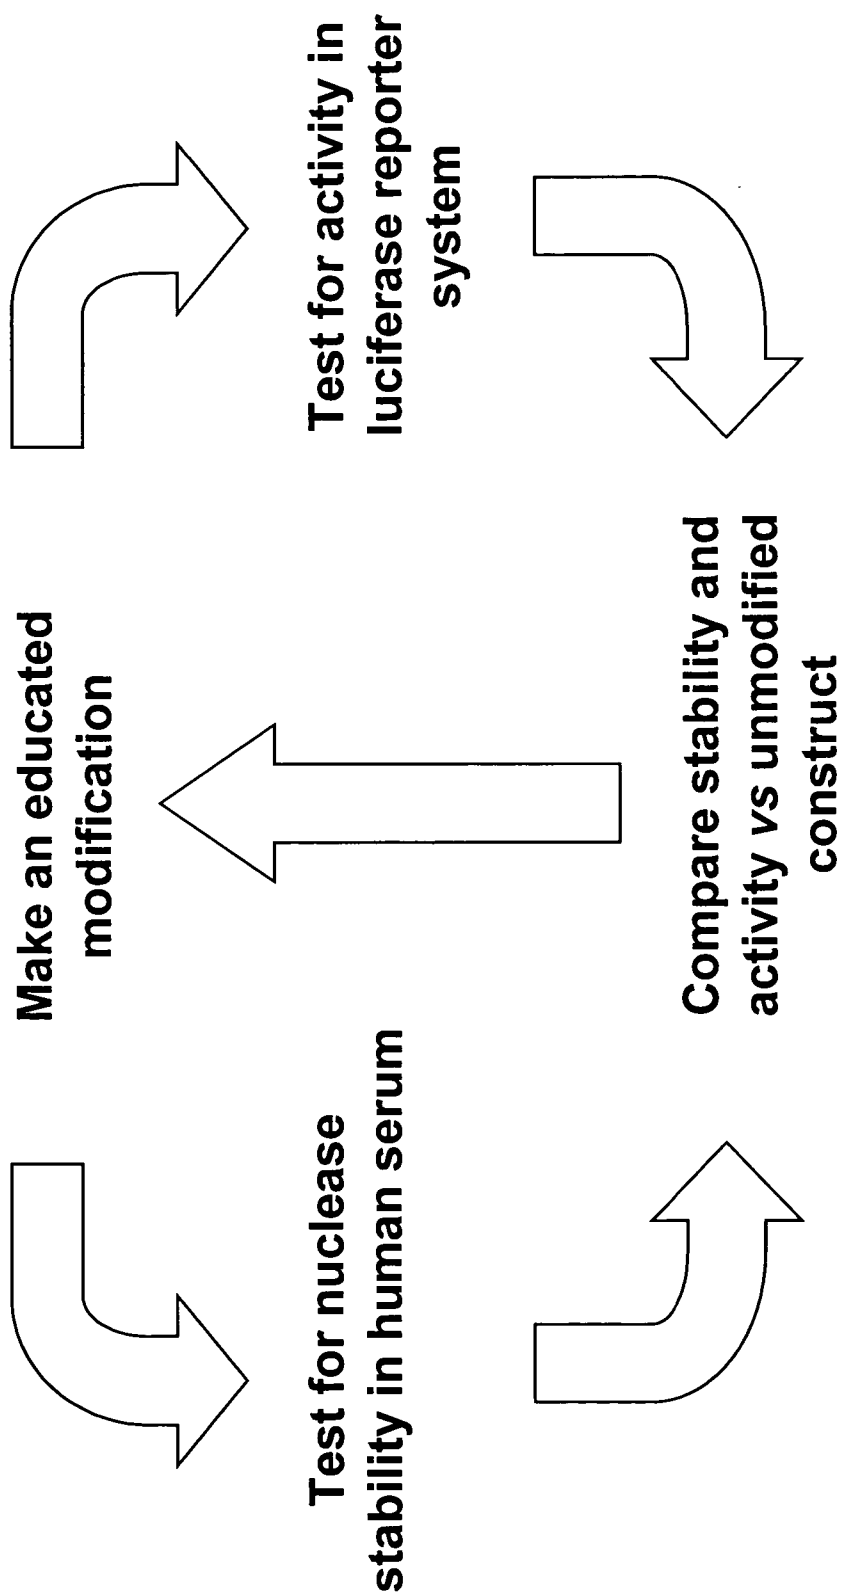 Make an educated
modification
Test for nuclease
stability in human serum
Test for activity in
luciferase reporter
system
Compare stability and
activity vs unmodified
construct